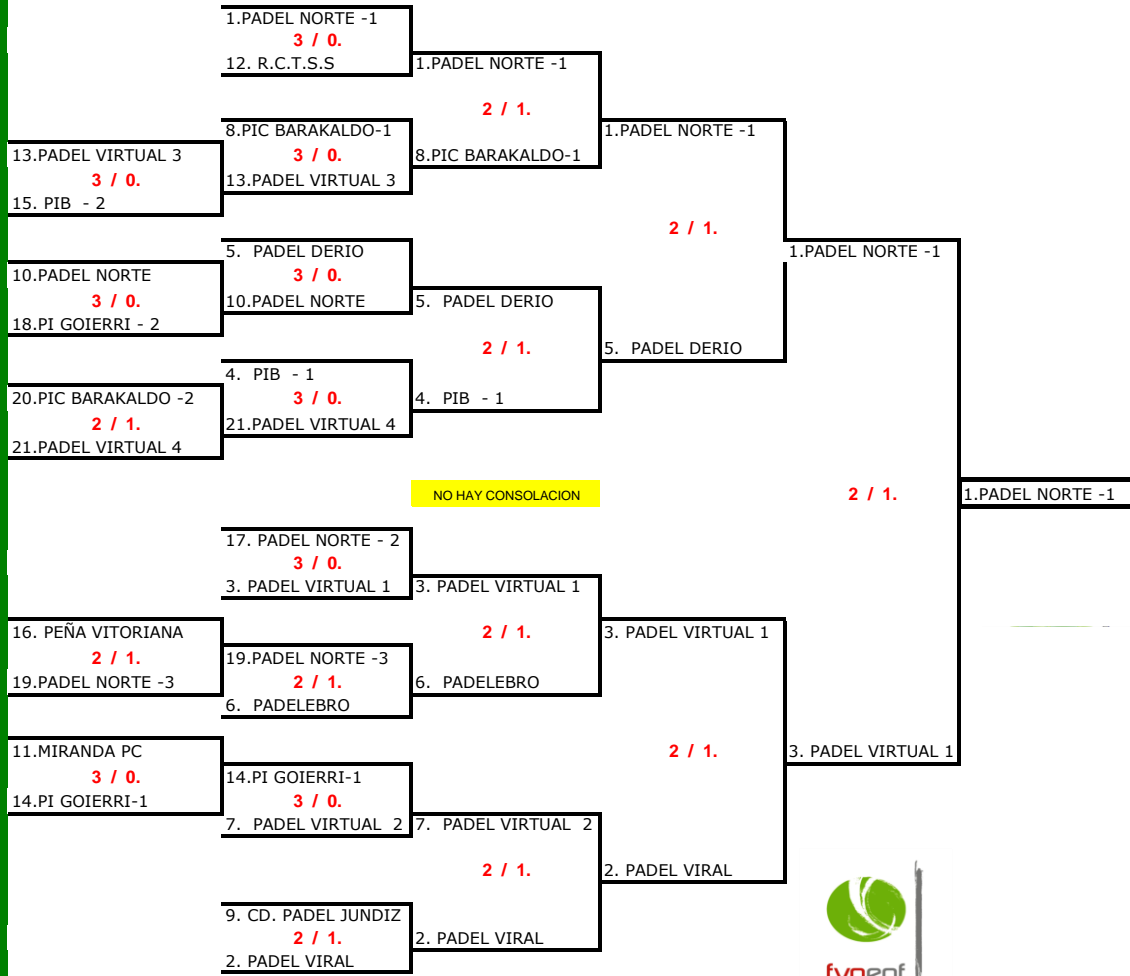 1.PADEL NORTE -1
3 / 0.
12. R.C.T.S.S
1.PADEL NORTE -1
2 / 1.
8.PIC BARAKALDO-1
1.PADEL NORTE -1
13.PADEL VIRTUAL 3
3 / 0.
8.PIC BARAKALDO-1
3 / 0.
13.PADEL VIRTUAL 3
15. PIB - 2
2 / 1.
5. PADEL DERIO
1.PADEL NORTE -1
10.PADEL NORTE
3 / 0.
3 / 0.
10.PADEL NORTE
5. PADEL DERIO
18.PI GOIERRI - 2
2 / 1.
5. PADEL DERIO
4. PIB - 1
20.PIC BARAKALDO -2
3 / 0.
4. PIB - 1
2 / 1.
21.PADEL VIRTUAL 4
21.PADEL VIRTUAL 4
NO HAY CONSOLACION
2 / 1.
1.PADEL NORTE -1
17. PADEL NORTE - 2
3 / 0.
3. PADEL VIRTUAL 1
3. PADEL VIRTUAL 1
16. PEÑA VITORIANA
2 / 1.
3. PADEL VIRTUAL 1
2 / 1.
19.PADEL NORTE -3
19.PADEL NORTE -3
2 / 1.
6. PADELEBRO
6. PADELEBRO
11.MIRANDA PC
2 / 1.
3. PADEL VIRTUAL 1
3 / 0.
14.PI GOIERRI-1
14.PI GOIERRI-1
3 / 0.
7. PADEL VIRTUAL 2
7. PADEL VIRTUAL 2
2 / 1.
2. PADEL VIRAL
9. CD. PADEL JUNDIZ
2 / 1.
2. PADEL VIRAL
2. PADEL VIRAL